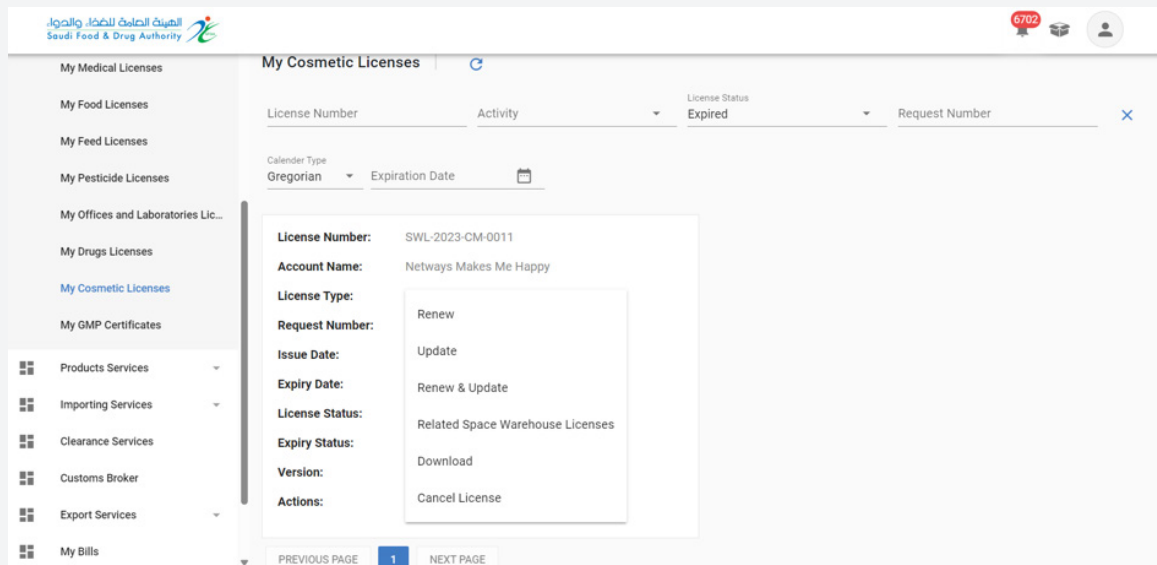 الهيئة العامة للغذاء والدواء
Saudi Food & Drug Authority
6702
My Medical Licenses
My Food Licenses
My Feed Licenses
My Pesticide Licenses
My Offices and Laboratories Lic...
My Drugs Licenses
My Cosmetic Licenses
My GMP Certificates
Products Services
Importing Services
Clearance Services
Customs Broker
Export Services
My Bills
My Cosmetic Licenses
License Number
Activity
License Status
Expired
Request Number
Calender Type
Gregorian
Expiration Date
License Number: SWL-2023-CM-0011
Account Name: Netways Makes Me Happy
License Type:
Request Number:
Issue Date:
Expiry Date:
License Status:
Expiry Status:
Version:
Actions:
Renew
Update
Renew & Update
Related Space Warehouse Licenses
Download
Cancel License
PREVIOUS PAGE 1 NEXT PAGE